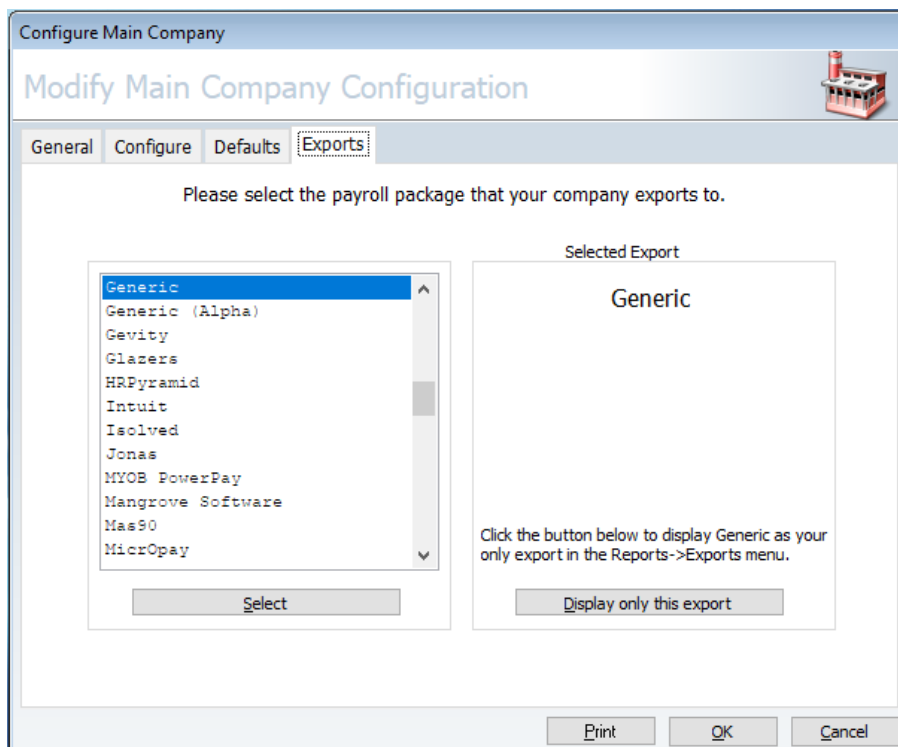 Configure Main Company
Modify Main Company Configuration
General Configure Defaults Exports
Please select the payroll package that your company exports to.
Generic
Generic (Alpha)
Gevity
Glazers
HRPyramid
Intuit
Isolved
Jonas
MYOB PowerPay
Mangrove Software
Mas90
MicrOpay
Select
Selected Export
Generic
Click the button below to display Generic as your
only export in the Reports->Exports menu.
Display only this export
Print OK Cancel